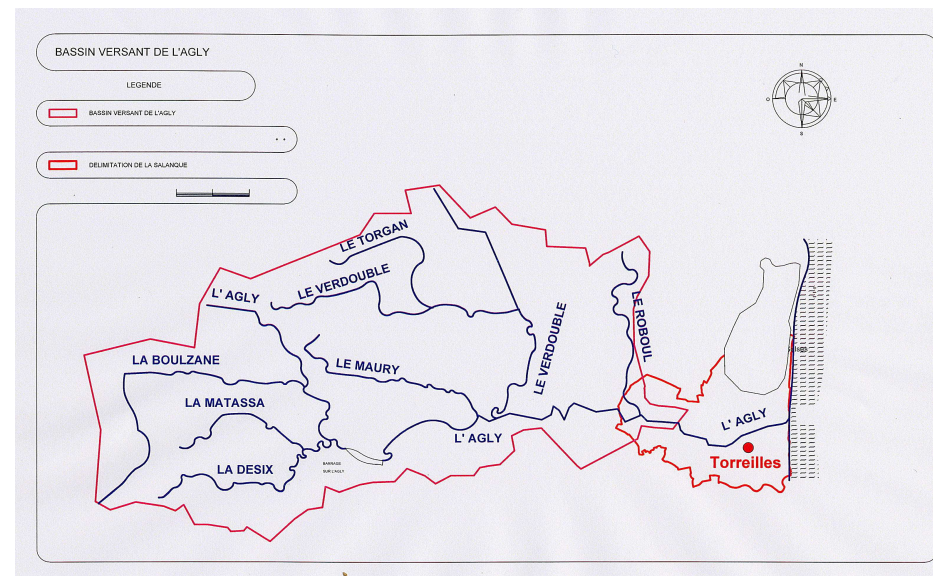 BASSIN VERSANT DE L'AGLY
LEGENDE
BASSIN VERSANT DE L'AGLY
DELIMITATION DE LA SALANQUE
N
O
E
S
LE TORGAN
LE VERDOUBLE
L' AGLY
LE ROBOUL
LE VERDOUBLE
LA BOULZANE
LE MAURY
LA MATASSA
L' AGLY
L' AGLY
BARRAGE
SUR L'AGLY
LA DESIX
Torreilles